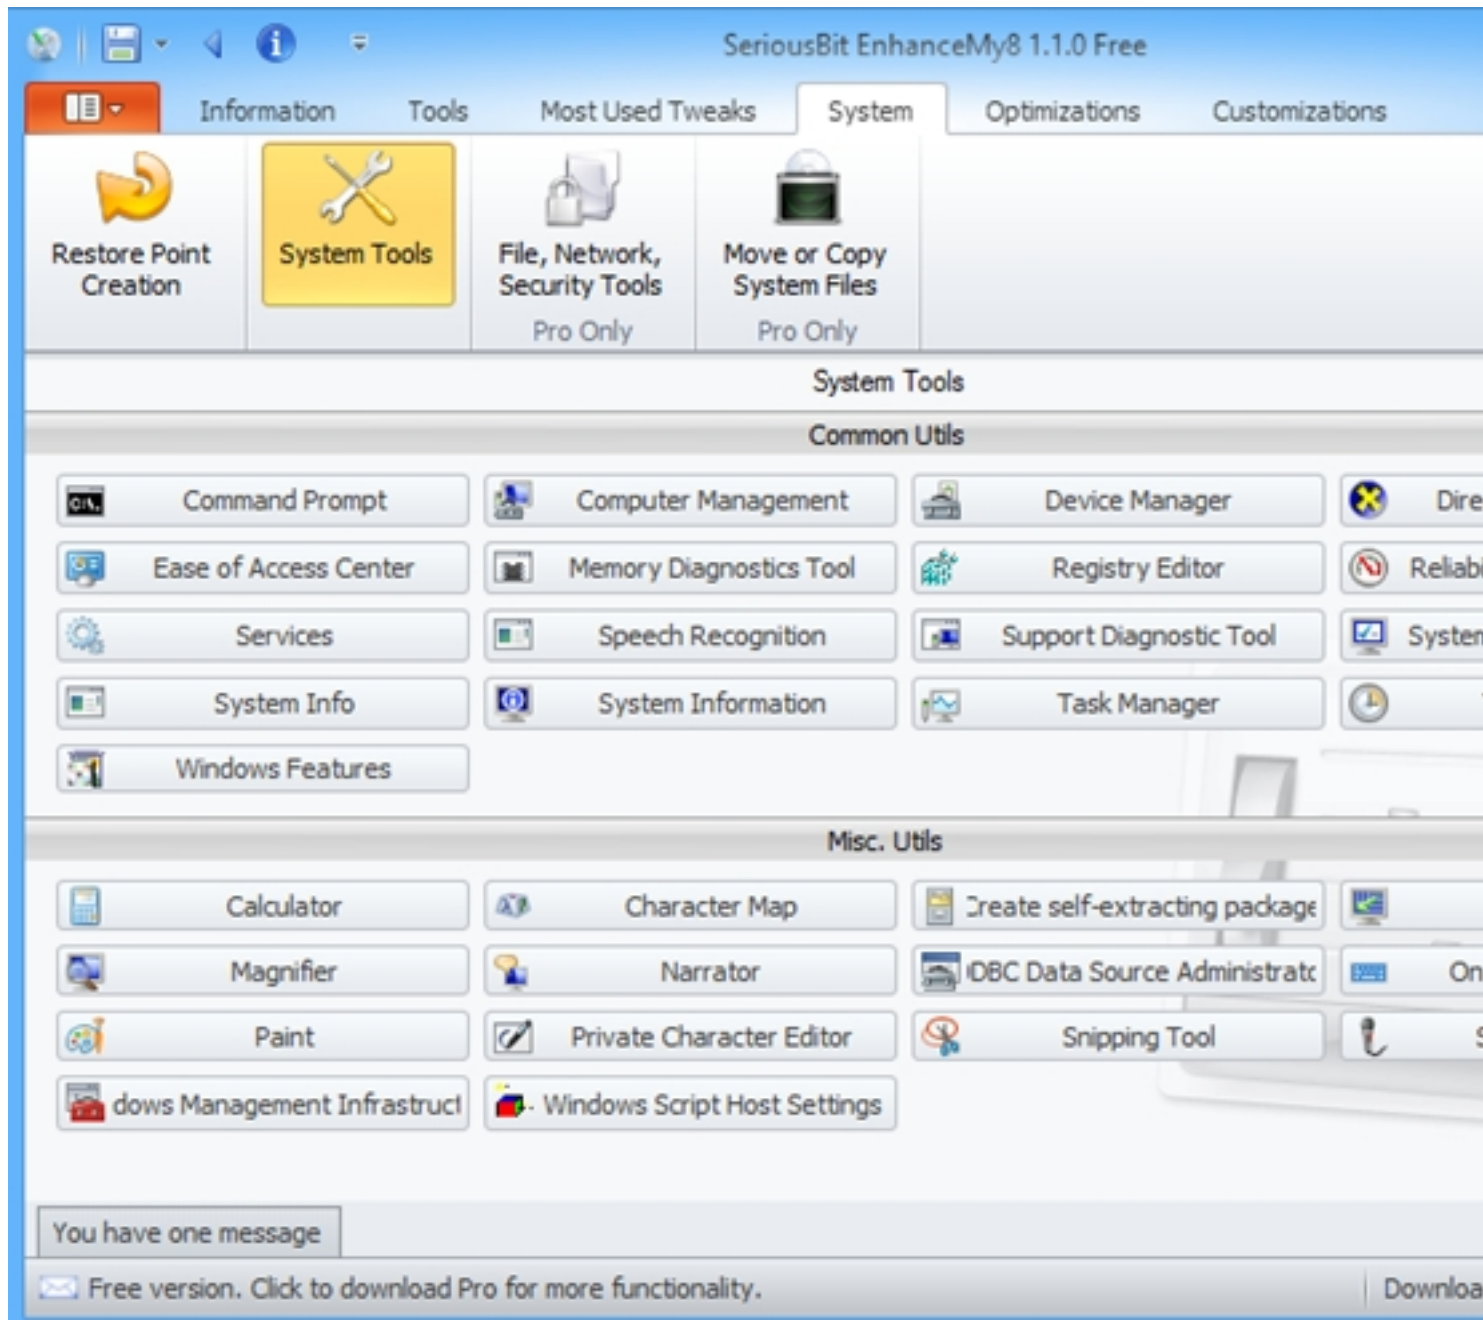 SeriousBit EnhanceMy8 1.1.0 Free
Information Tools Most Used Tweaks System Optimizations Customizations
Restore Point Creation
System Tools
File, Network, Security Tools
Pro Only
Move or Copy System Files
Pro Only
System Tools
Common Utils
Command Prompt Computer Management Device Manager Dire
Ease of Access Center Memory Diagnostics Tool Registry Editor Reliabi
Services Speech Recognition Support Diagnostic Tool System
System Info System Information Task Manager
Windows Features
Misc. Utils
Calculator Character Map Create self-extracting package
Magnifier Narrator ODBC Data Source Administrato On
Paint Private Character Editor Snipping Tool S
dows Management Infrastruct Windows Script Host Settings
You have one message
Free version. Click to download Pro for more functionality. Downloa